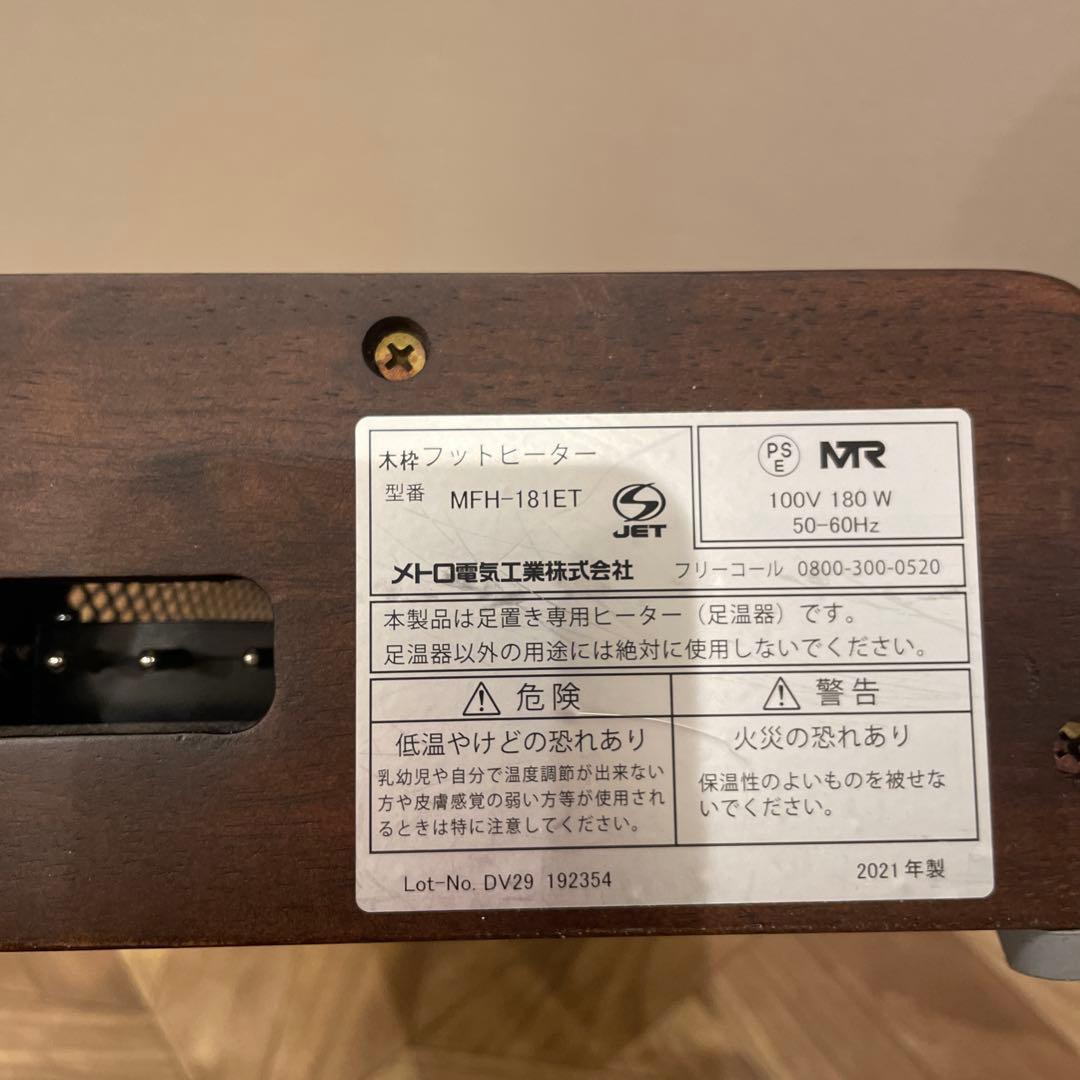 木枠フットヒーター
型番 MFH-181ET
JET
PS
E
MTR
100V 180 W
50-60Hz
メトロ電気工業株式会社 フリーコール 0800-300-0520
本製品は足置き専用ヒーター（足温器）です。
足温器以外の用途には絶対に使用しないでください。
危険
低温やけどの恐れあり
乳幼児や自分で温度調節が出来ない
方や皮膚感覚の弱い方等が使用され
るときは特に注意してください。
警告
火災の恐れあり
保温性のよいものを被せな
いでください。
Lot-No. DV29 192354
2021年製